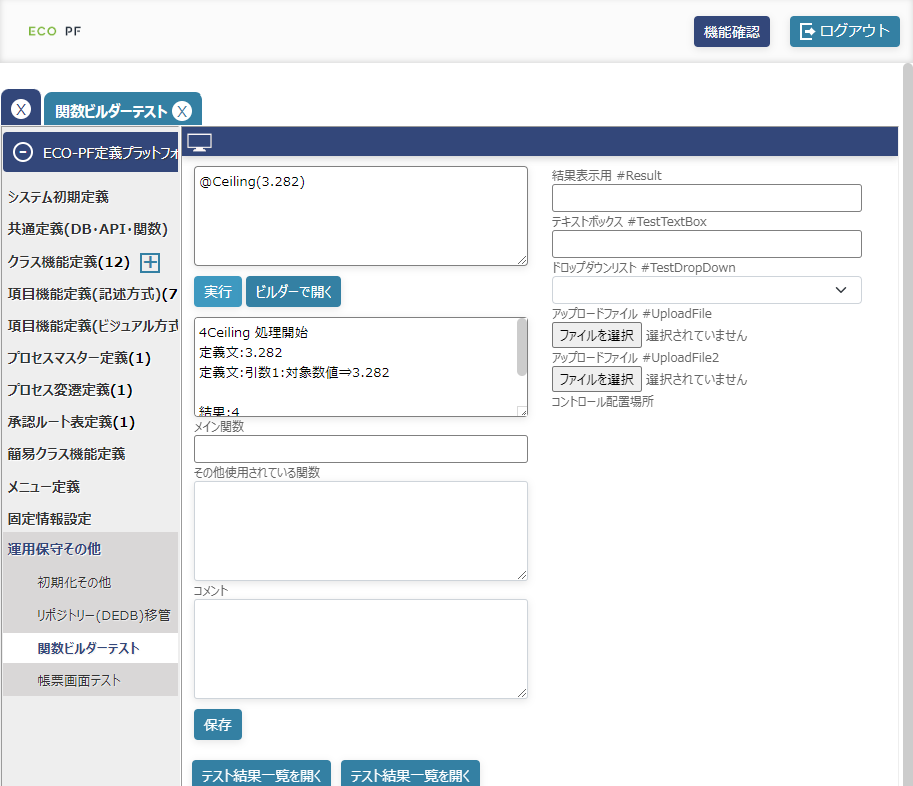 ECO PF
機能確認
ログアウト
X
関数ビルダーテスト X
ECO-PF定義プラットフォ
システム初期定義
共通定義(DB・API・関数)
クラス機能定義(12)
項目機能定義(記述方式)(7
項目機能定義(ビジュアル方式
プロセスマスター定義(1)
プロセス変遷定義(1)
承認ルート表定義(1)
簡易クラス機能定義
メニュー定義
固定情報設定
運用保守その他
初期化その他
リポジトリー(DEDB)移管
関数ビルダーテスト
帳票画面テスト
@Ceiling(3.282)
実行
ビルダーで開く
4Ceiling 処理開始
定義文:3.282
定義文:引数1:対象数値⇒3.282
結果:4
メイン関数
その他使用されている関数
コメント
保存
テスト結果一覧を開く
テスト結果一覧を開く
結果表示用 #Result
テキストボックス #TestTextBox
ドロップダウンリスト #TestDropDown
アップロードファイル #UploadFile
ファイルを選択 選択されていません
アップロードファイル #UploadFile2
ファイルを選択 選択されていません
コントロール配置場所